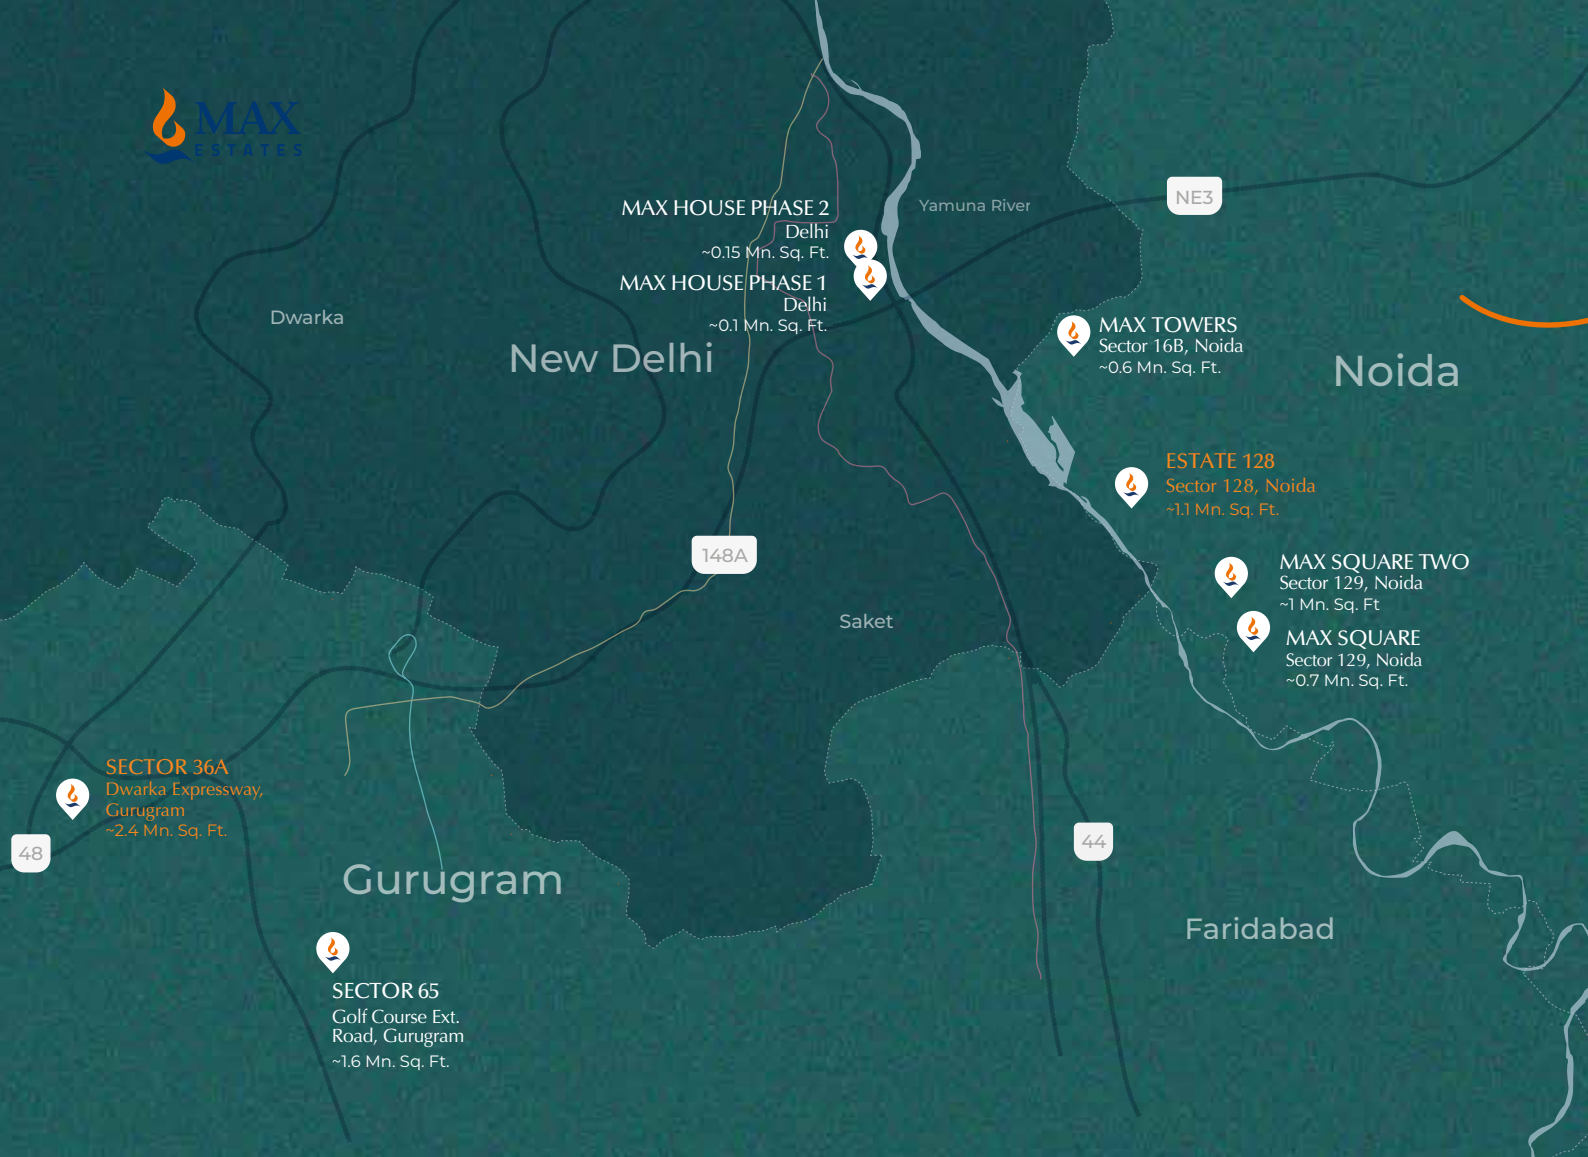 MAX
ESTATES
MAX HOUSE PHASE 2
Delhi
~0.15 Mn. Sq. Ft.
MAX HOUSE PHASE 1
Delhi
~0.1 Mn. Sq. Ft.
Yamuna River
NE3
Dwarka
New Delhi
MAX TOWERS
Sector 16B, Noida
~0.6 Mn. Sq. Ft.
Noida
ESTATE 128
Sector 128, Noida
~1.1 Mn. Sq. Ft.
148A
MAX SQUARE TWO
Sector 129, Noida
~1 Mn. Sq. Ft
Saket
MAX SQUARE
Sector 129, Noida
~0.7 Mn. Sq. Ft.
SECTOR 36A
Dwarka Expressway,
Gurugram
~2.4 Mn. Sq. Ft.
48
44
Gurugram
Faridabad
SECTOR 65
Golf Course Ext.
Road, Gurugram
~1.6 Mn. Sq. Ft.